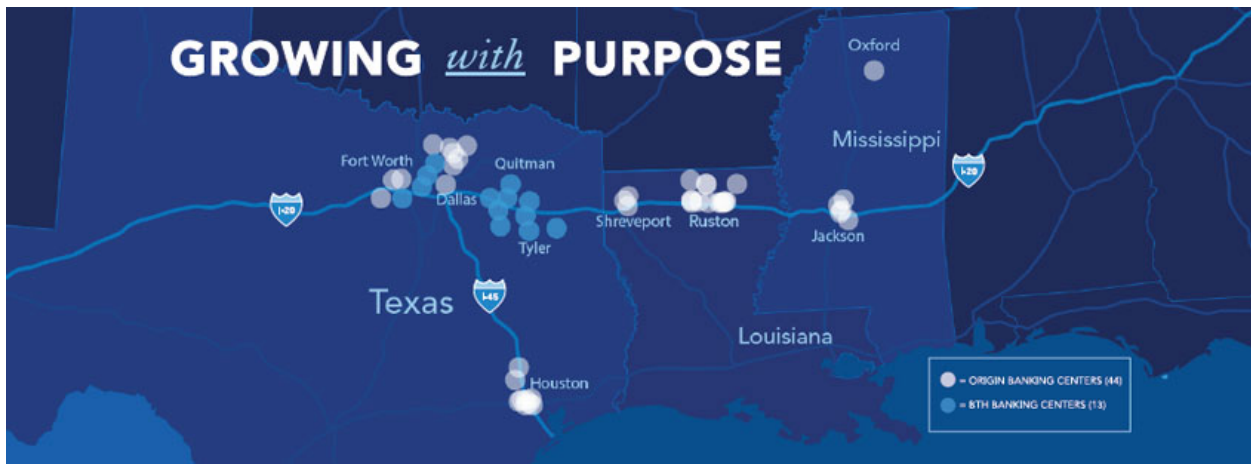 GROWING with PURPOSE
Oxford
Mississippi
Fort Worth
Quitman
Dallas
I-20
I-20
Shreveport
Ruston
Jackson
Tyler
I-45
Texas
Louisiana
Houston
= ORIGIN BANKING CENTERS (44)
= BTH BANKING CENTERS (13)